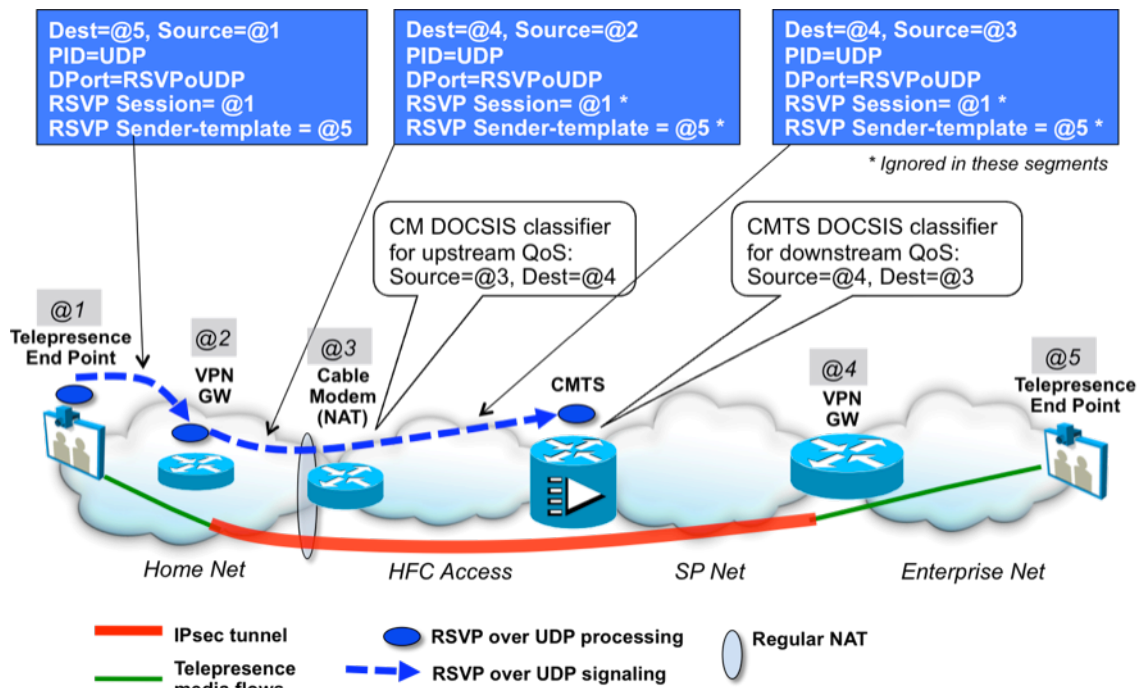 Dest=@5, Source=@1
PID=UDP
DPort=RSVPoUDP
RSVP Session= @1
RSVP Sender-template = @5
Dest=@4, Source=@2
PID=UDP
DPort=RSVPoUDP
RSVP Session= @1 *
RSVP Sender-template = @5 *
Dest=@4, Source=@3
PID=UDP
DPort=RSVPoUDP
RSVP Session= @1 *
RSVP Sender-template = @5 *
* Ignored in these segments
CM DOCSIS classifier
for upstream QoS:
Source=@3, Dest=@4
CMTS DOCSIS classifier
for downstream QoS:
Source=@4, Dest=@3
@1
Telepresence
End Point
@2
VPN
GW
@3
Cable
Modem
(NAT)
CMTS
@4
VPN
GW
@5
Telepresence
End Point
Home Net
HFC Access
SP Net
Enterprise Net
IPsec tunnel
RSVP over UDP processing
Regular NAT
Telepresence
media flows
RSVP over UDP signaling